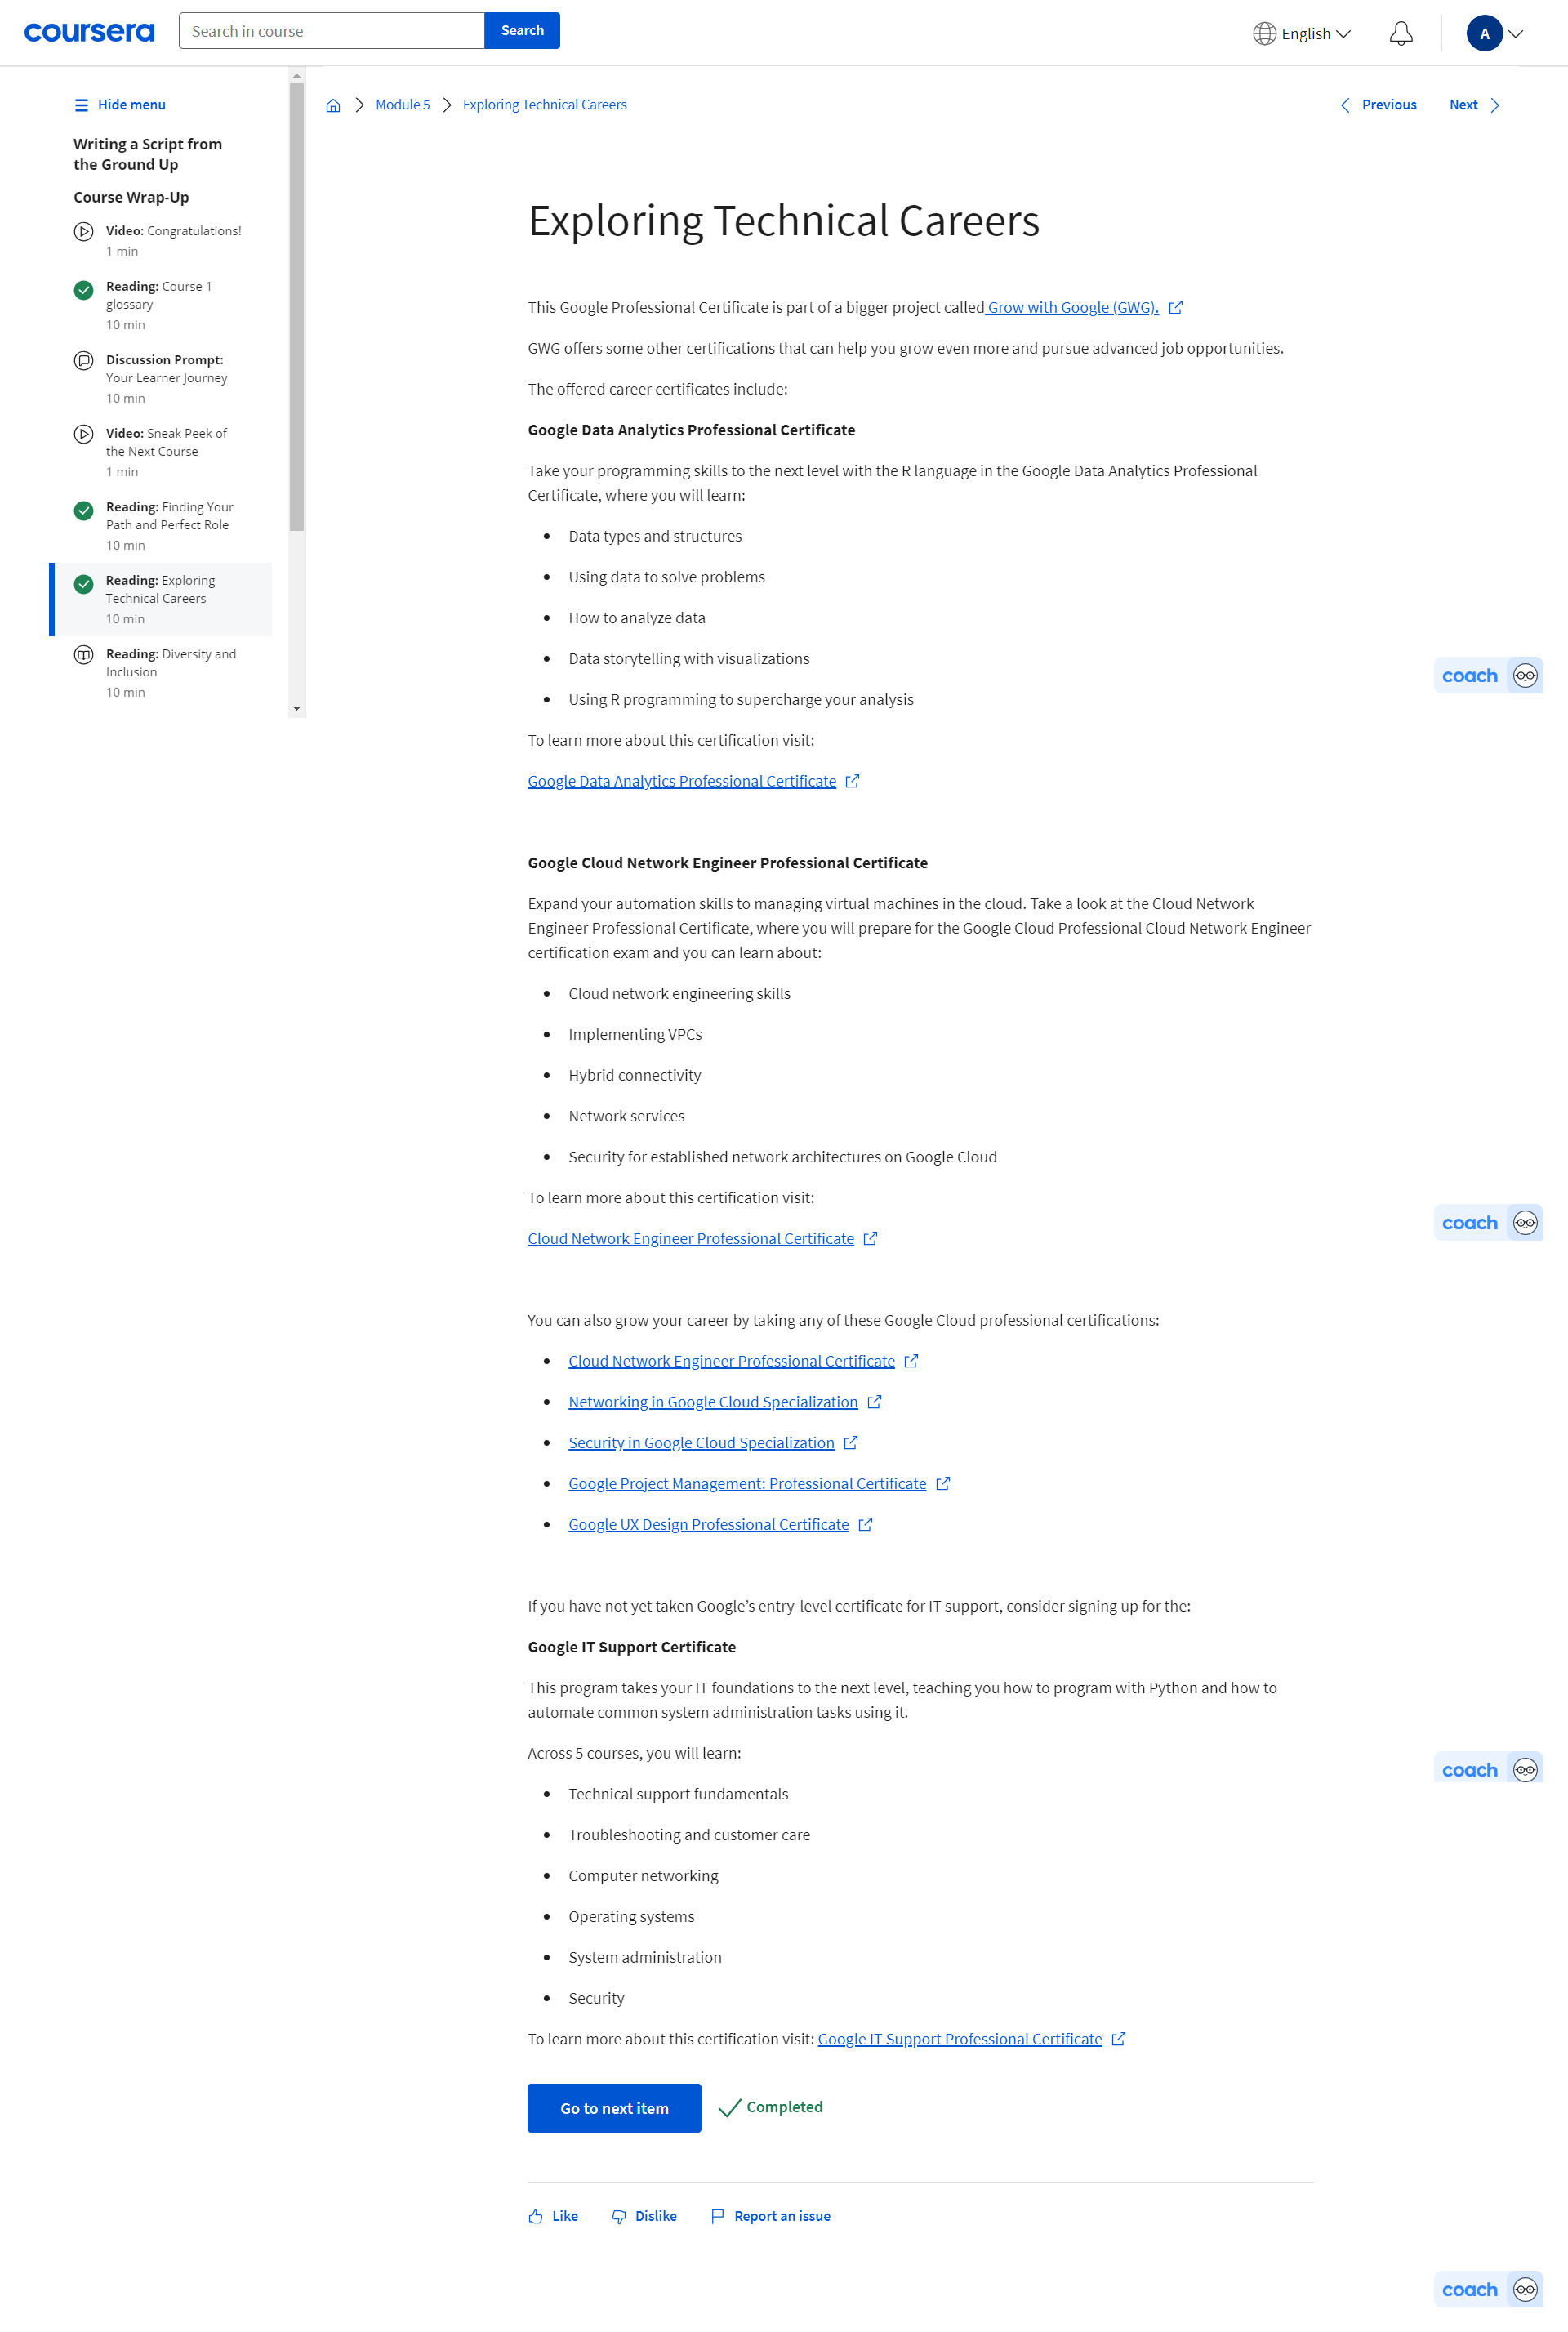 coursera
Search in course
Search
English
A
Hide menu
Writing a Script from
the Ground Up
Course Wrap-Up
Video: Congratulations!
1 min
Reading: Course 1
glossary
10 min
Discussion Prompt:
Your Learner Journey
10 min
Video: Sneak Peek of
the Next Course
1 min
Reading: Finding Your
Path and Perfect Role
10 min
Reading: Exploring
Technical Careers
10 min
Reading: Diversity and
Inclusion
10 min
Module 5
Exploring Technical Careers
Previous
Next
Exploring Technical Careers
This Google Professional Certificate is part of a bigger project called Grow with Google (GWG).
GWG offers some other certifications that can help you grow even more and pursue advanced job opportunities.
The offered career certificates include:
Google Data Analytics Professional Certificate
Take your programming skills to the next level with the R language in the Google Data Analytics Professional
Certificate, where you will learn:
• Data types and structures
• Using data to solve problems
• How to analyze data
• Data storytelling with visualizations
coach
• Using R programming to supercharge your analysis
To learn more about this certification visit:
Google Data Analytics Professional Certificate
Google Cloud Network Engineer Professional Certificate
Expand your automation skills to managing virtual machines in the cloud. Take a look at the Cloud Network
Engineer Professional Certificate, where you will prepare for the Google Cloud Professional Cloud Network Engineer
certification exam and you can learn about:
• Cloud network engineering skills
• Implementing VPCs
• Hybrid connectivity
• Network services
• Security for established network architectures on Google Cloud
To learn more about this certification visit:
coach
Cloud Network Engineer Professional Certificate
You can also grow your career by taking any of these Google Cloud professional certifications:
• Cloud Network Engineer Professional Certificate
• Networking in Google Cloud Specialization
• Security in Google Cloud Specialization
• Google Project Management: Professional Certificate
• Google UX Design Professional Certificate
If you have not yet taken Google’s entry-level certificate for IT support, consider signing up for the:
Google IT Support Certificate
This program takes your IT foundations to the next level, teaching you how to program with Python and how to
automate common system administration tasks using it.
Across 5 courses, you will learn:
coach
• Technical support fundamentals
• Troubleshooting and customer care
• Computer networking
• Operating systems
• System administration
• Security
To learn more about this certification visit: Google IT Support Professional Certificate
Go to next item
Completed
Like
Dislike
Report an issue
coach